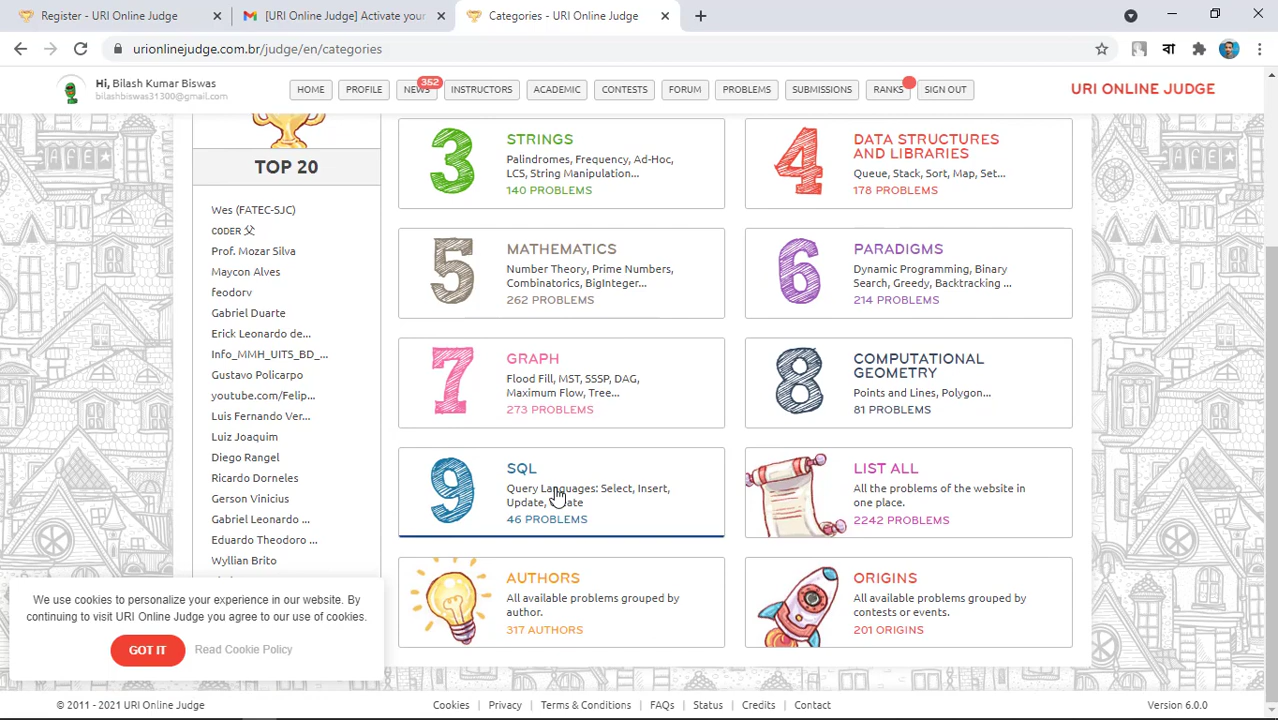 Register - URI Online Judge
[URI Online Judge] Activate your
Categories - URI Online Judge
urionlinejudge.com.br/judge/en/categories
বা
Hi, Bilash Kumar Biswas
bilashbiswas31300@gmail.com
HOME
PROFILE
NEWS
352
INSTRUCTORS
ACADEMIC
CONTESTS
FORUM
PROBLEMS
SUBMISSIONS
RANKS
SIGN OUT
URI ONLINE JUDGE
TOP 20
Wes (FATEC-SJC)
CODER 父
Prof. Mozar Silva
Maycon Alves
feodorv
Gabriel Duarte
Erick Leonardo de...
Info_MMH_UITS_BD_...
Gustavo Policarpo
youtube.com/Felip...
Luis Fernando Ver...
Luiz Joaquim
Diego Rangel
Ricardo Dorneles
Gerson Vinicius
Gabriel Leonardo ...
Eduardo Theodoro ...
Wyllian Brito
3
STRINGS
Palindromes, Frequency, Ad-Hoc,
LCS, String Manipulation...
140 PROBLEMS
4
DATA STRUCTURES
AND LIBRARIES
Queue, Stack, Sort, Map, Set...
178 PROBLEMS
5
MATHEMATICS
Number Theory, Prime Numbers,
Combinatorics, BigInteger...
262 PROBLEMS
6
PARADIGMS
Dynamic Programming, Binary
Search, Greedy, Backtracking ...
214 PROBLEMS
7
GRAPH
Flood Fill, MST, SSSP, DAG,
Maximum Flow, Tree...
PROBLEMS
8
COMPUTATIONAL
GEOMETRY
Points and Lines, Polygon...
81 PROBLEMS
9
SQL
Query Languages: Select, Insert,
Update,
46 PROBLEMS
LIST ALL
All the problems of the website in
one place.
2242 PROBLEMS
AUTHORS
All available problems grouped by
author.
AUTHORS
ORIGINS
All available problems grouped by
contests or events.
201 ORIGINS
We use cookies to personalize your experience in our website. By
continuing to visit URI Online Judge you agree to our use of cookies.
GOT IT
Read Cookie Policy
© 2011 - 2021 URI Online Judge
Cookies | Privacy | Terms & Conditions | FAQs | Status | Credits | Contact
Version 6.0.0